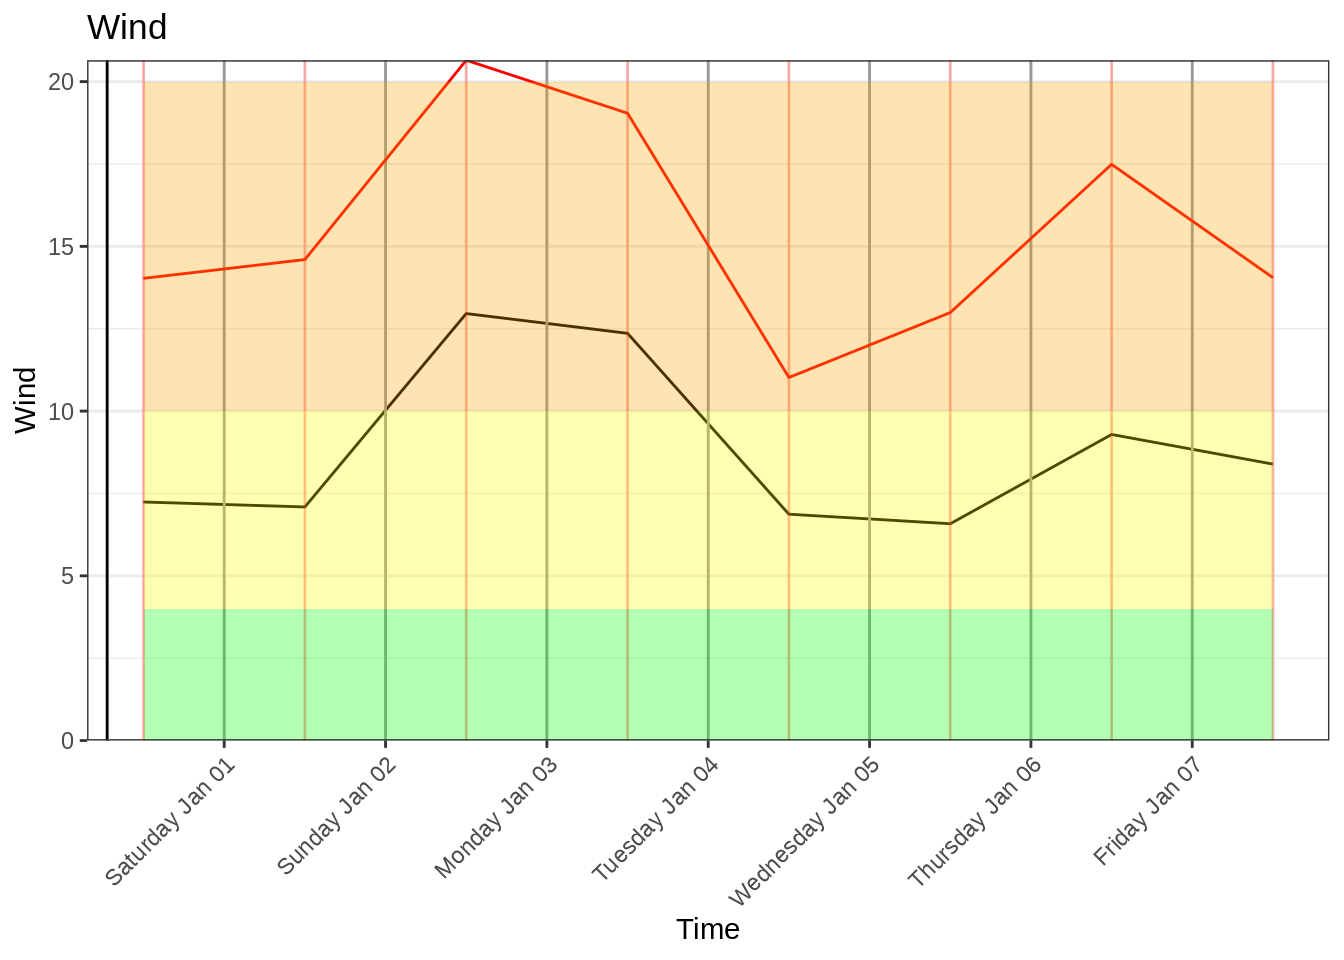 Wind
20
15
10
5
0
Wind
Saturday Jan 01
Sunday Jan 02
Monday Jan 03
Tuesday Jan 04
Wednesday Jan 05
Thursday Jan 06
Friday Jan 07
Time